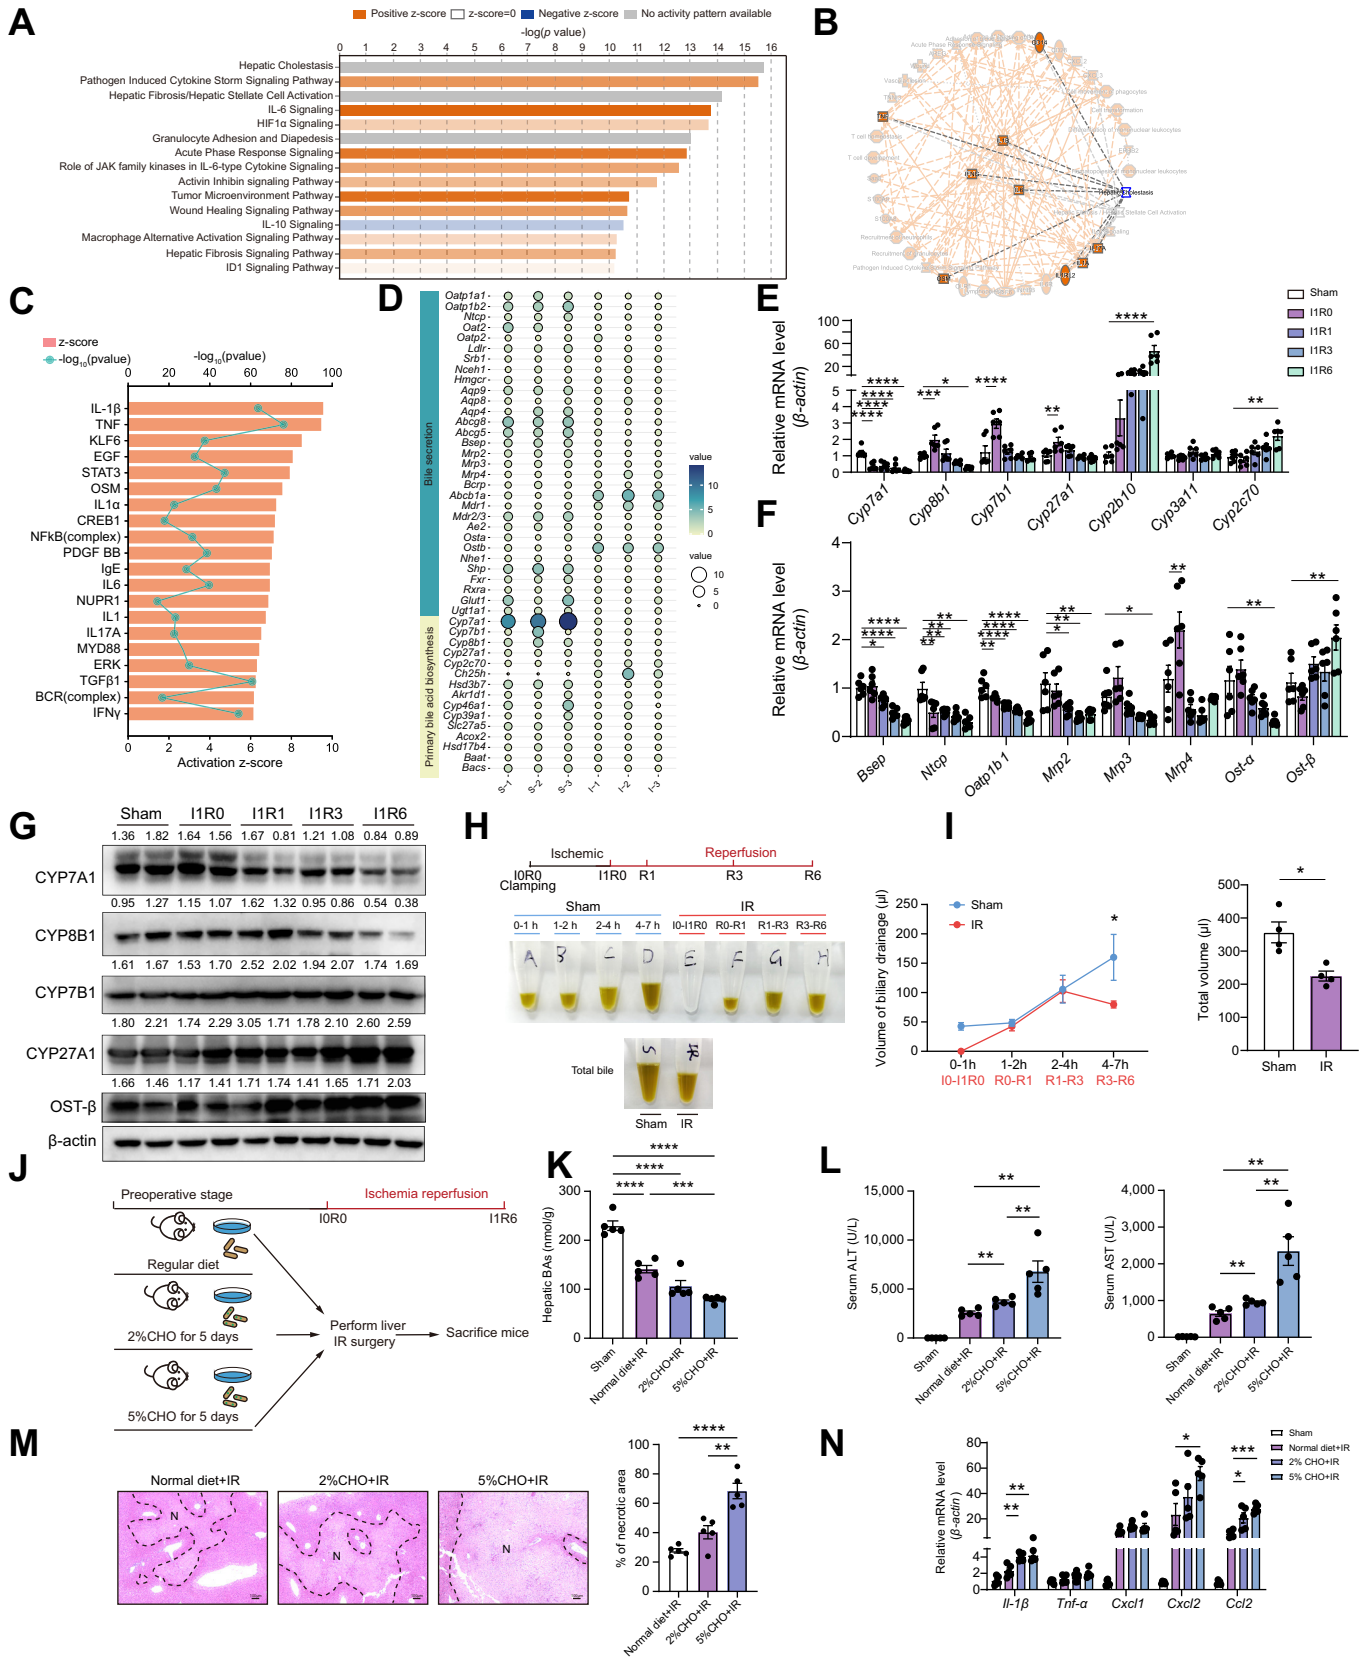 A
Positive z-score z-score=0 Negative z-score No activity pattern available
-log(p value)
0 1 2 3 4 5 6 7 8 9 10 11 12 13 14 15 16
Hepatic Cholestasis
Pathogen Induced Cytokine Storm Signaling Pathway
Hepatic Fibrosis/Hepatic Stellate Cell Activation
IL-6 Signaling
HIF1α Signaling
Granulocyte Adhesion and Diapedesis
Acute Phase Response Signaling
Role of JAK family kinases in IL-6-type Cytokine Signaling
Activin Inhibin signaling Pathway
Tumor Microenvironment Pathway
Wound Healing Signaling Pathway
IL-10 Signaling
Macrophage Alternative Activation Signaling Pathway
Hepatic Fibrosis Signaling Pathway
ID1 Signaling Pathway
B
Hepatic Cholestasis
C
z-score
-log10(pvalue)
-log10(pvalue)
0 20 40 60 80 100
IL-1β
TNF
KLF6
EGF
STAT3
OSM
IL1α
CREB1
NFkB(complex)
PDGF BB
IgE
IL6
NUPR1
IL1
IL17A
MYD88
ERK
TGFβ1
BCR(complex)
IFNγ
0 2 4 6 8 10
Activation z-score
D
Bile secretion
Primary bile acid biosynthesis
Oatp1a1
Oatp1b2
Ntcp
Oat2
Oatp2
Ldlr
Srb1
Nceh1
Hmgcr
Aqp9
Aqp8
Aqp4
Abcg8
Abcg5
Bsep
Mrp2
Mrp3
Mrp4
Bcrp
Abcb1a
Mdr1
Mdr2/3
Ae2
Osta
Ostb
Nhe1
Shp
Fxr
Rxra
Glut1
Ugt1a1
Cyp7a1
Cyp7b1
Cyp8b1
Cyp27a1
Cyp2c70
Ch25h
Hsd3b7
Akr1d1
Cyp46a1
Cyp39a1
Slc27a5
Acox2
Hsd17b4
Baat
Bacs
S-1 S-2 S-3 I-1 I-2 I-3
value
10
5
0
value
10
5
0
E
Relative mRNA level
(β-actin)
100
80
60
40
20
5
4
3
2
1
0
**** **** **** ****
*** *
****
**
****
**
Cyp7a1 Cyp8b1 Cyp7b1 Cyp27a1 Cyp2b10 Cyp3a11 Cyp2c70
Sham
I1R0
I1R1
I1R3
I1R6
F
Relative mRNA level
(β-actin)
4
3
2
1
0
**** **** *
** ** **
**** **** **** **
** ** *
*
**
**
**
Bsep Ntcp Oatp1b1 Mrp2 Mrp3 Mrp4 Ost-α Ost-β
G
Sham I1R0 I1R1 I1R3 I1R6
1.36 1.82 1.64 1.56 1.67 0.81 1.21 1.08 0.84 0.89
CYP7A1
0.95 1.27 1.15 1.07 1.62 1.32 0.95 0.86 0.54 0.38
CYP8B1
1.61 1.67 1.53 1.70 2.52 2.02 1.94 2.07 1.74 1.69
CYP7B1
1.80 2.21 1.74 2.29 3.05 1.71 1.78 2.10 2.60 2.59
CYP27A1
1.66 1.46 1.17 1.41 1.71 1.74 1.41 1.65 1.71 2.03
OST-β
β-actin
H
Ischemic Reperfusion
I0R0 I1R0 R1 R3 R6
Clamping
Sham IR
0-1 h 1-2 h 2-4 h 4-7 h I0-I1R0 R0-R1 R1-R3 R3-R6
A B C D E F G H
Total bile
S IR
Sham IR
I
Volume of biliary drainage (µl)
250
200
150
100
50
0
Sham
IR
*
0-1h 1-2h 2-4h 4-7h
I0-I1R0 R0-R1 R1-R3 R3-R6
Total volume (µl)
500
400
300
200
100
0
*
Sham IR
J
Preoperative stage Ischemia reperfusion
I0R0 I1R6
Regular diet
2%CHO for 5 days
5%CHO for 5 days
Perform liver
IR surgery
Sacrifice mice
K
Hepatic BAs (nmol/g)
300
200
100
0
****
****
**** ***
Sham Normal diet+IR 2%CHO+IR 5%CHO+IR
L
Serum ALT (U/L)
15,000
10,000
5,000
0
**
**
**
Sham Normal diet+IR 2%CHO+IR 5%CHO+IR
Serum AST (U/L)
4,000
3,000
2,000
1,000
0
**
**
**
Sham Normal diet+IR 2%CHO+IR 5%CHO+IR
M
Normal diet+IR 2%CHO+IR 5%CHO+IR
N N N
% of necrotic area
100
80
60
40
20
0
****
**
Normal diet+IR 2%CHO+IR 5%CHO+IR
N
Relative mRNA level
(β-actin)
80
60
40
20
4
2
0
**
**
*
***
*
Il-1β Tnf-α Cxcl1 Cxcl2 Ccl2
Sham
Normal diet+IR
2% CHO+IR
5% CHO+IR